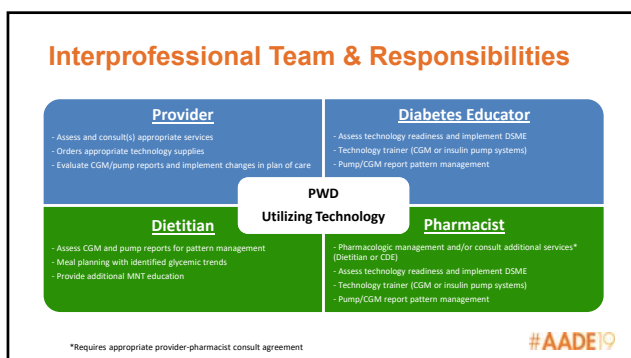 Interprofessional Team & Responsibilities
Provider
- Assess and consult(s) appropriate services
- Orders appropriate technology supplies
- Evaluate CGM/pump reports and implement changes in plan of care
Diabetes Educator
- Assess technology readiness and implement DSME
- Technology trainer (CGM or insulin pump systems)
- Pump/CGM report pattern management
PWD
Utilizing Technology
Dietitian
- Assess CGM and pump reports for pattern management
- Meal planning with identified glycemic trends
- Provide additional MNT education
Pharmacist
- Pharmacologic management and/or consult additional services*
(Dietitian or CDE)
- Assess technology readiness and implement DSME
- Technology trainer (CGM or insulin pump systems)
- Pump/CGM report pattern management
*Requires appropriate provider-pharmacist consult agreement
#AADE19